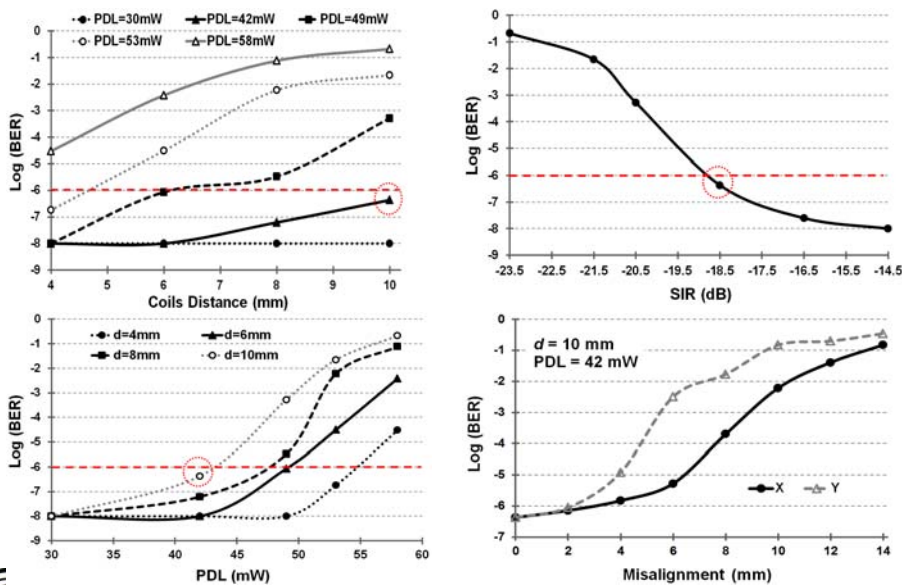 PDL=30mW PDL=42mW PDL=49mW
PDL=53mW PDL=58mW
0
-1
-2
-3
-4
-5
-6
-7
-8
-9
Log (BER)
4 5 6 7 8 9 10
Coils Distance (mm)
0
-1
-2
-3
-4
-5
-6
-7
-8
-9
Log (BER)
-23.5 -22.5 -21.5 -20.5 -19.5 -18.5 -17.5 -16.5 -15.5 -14.5
SIR (dB)
d=4mm d=6mm
d=8mm d=10mm
0
-1
-2
-3
-4
-5
-6
-7
-8
-9
Log (BER)
30 35 40 45 50 55 60
PDL (mW)
d = 10 mm
PDL = 42 mW
0
-1
-2
-3
-4
-5
-6
-7
Log (BER)
X Y
0 2 4 6 8 10 12 14
Misalignment (mm)